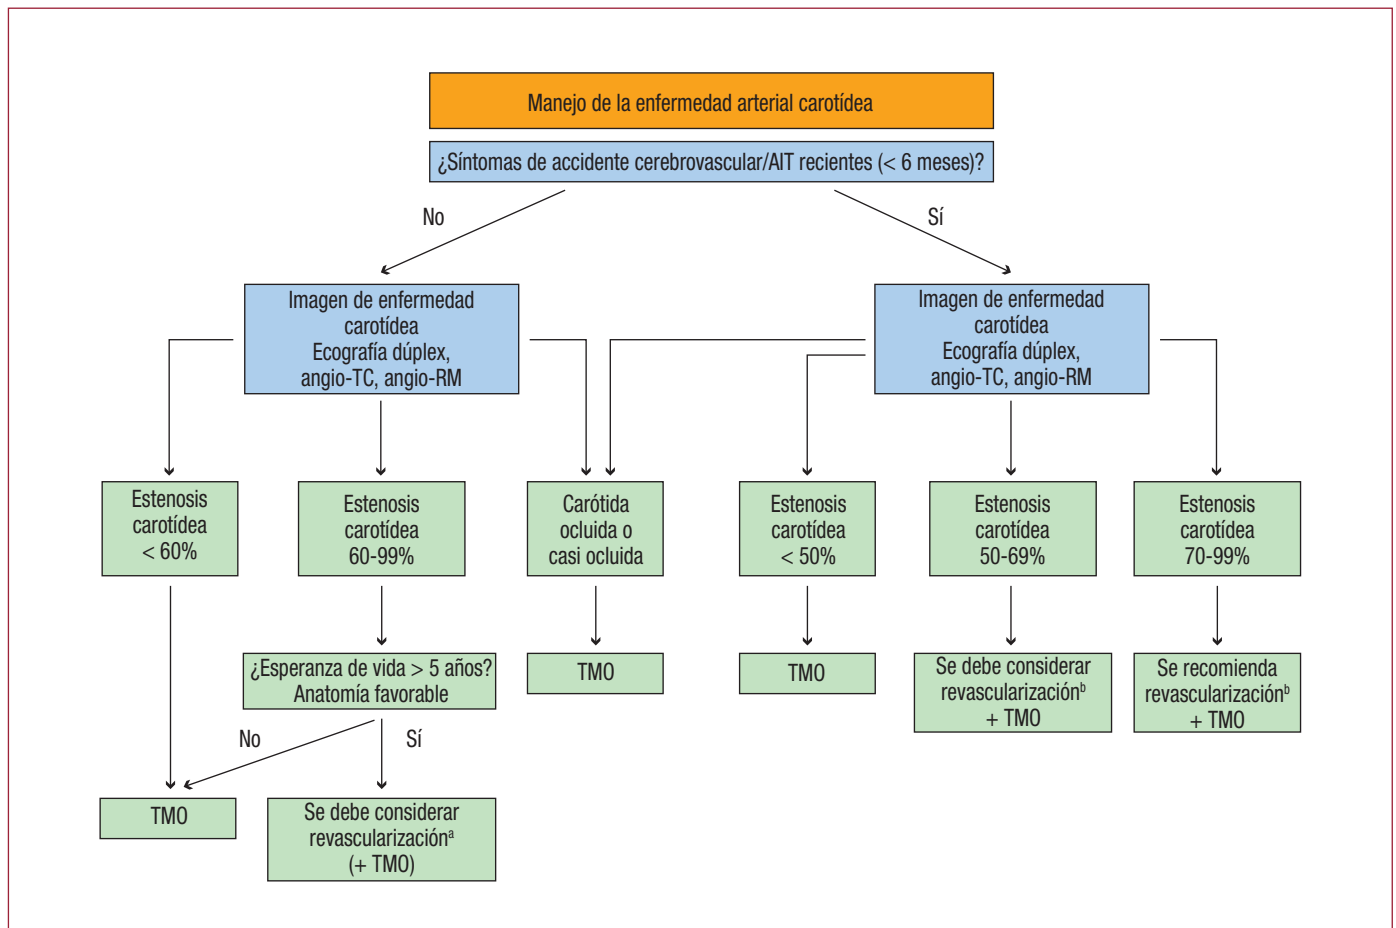 Manejo de la enfermedad arterial carotídea
¿Síntomas de accidente cerebrovascular/AIT recientes (< 6 meses)?
No
Sí
Imagen de enfermedad
carotídea
Ecografía dúplex,
angio-TC, angio-RM
Imagen de enfermedad
carotídea
Ecografía dúplex,
angio-TC, angio-RM
Estenosis
carotídea
< 60%
Estenosis
carotídea
60-99%
Carótida
ocluida o
casi ocluida
Estenosis
carotídea
< 50%
Estenosis
carotídea
50-69%
Estenosis
carotídea
70-99%
¿Esperanza de vida > 5 años?
Anatomía favorable
TMO
TMO
Se debe considerar
revascularizaciónᵇ
+ TMO
Se recomienda
revascularizaciónᵇ
+ TMO
No
Sí
TMO
Se debe considerar
revascularizaciónᵃ
(+ TMO)